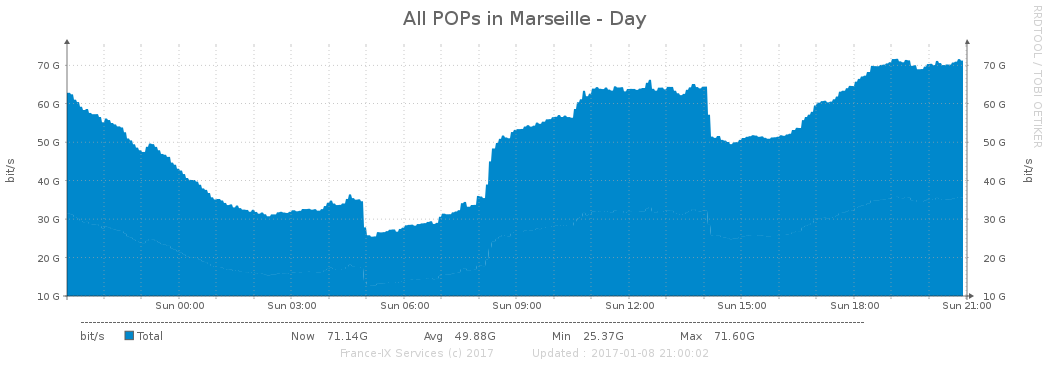 All POPs in Marseille - Day
RRDTOOL / TOBI OETIKER
bit/s
bit/s
70 G 70 G
60 G 60 G
50 G 50 G
40 G 40 G
30 G 30 G
20 G 20 G
10 G 10 G
Sun 00:00 Sun 03:00 Sun 06:00 Sun 09:00 Sun 12:00 Sun 15:00 Sun 18:00 Sun 21:00
bit/s Total Now 71.14G Avg 49.88G Min 25.37G Max 71.60G
France-IX Services (c) 2017 Updated : 2017-01-08 21:00:02